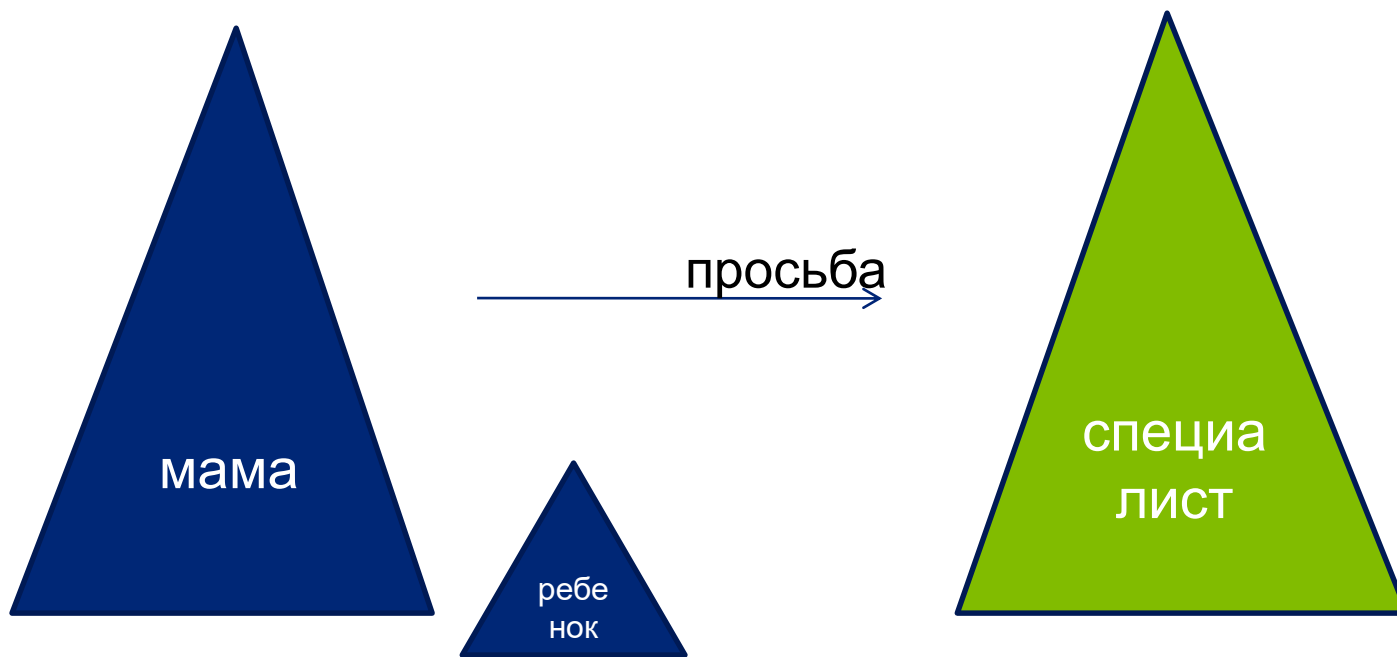 просьба
мама
специа
лист
ребе
нок